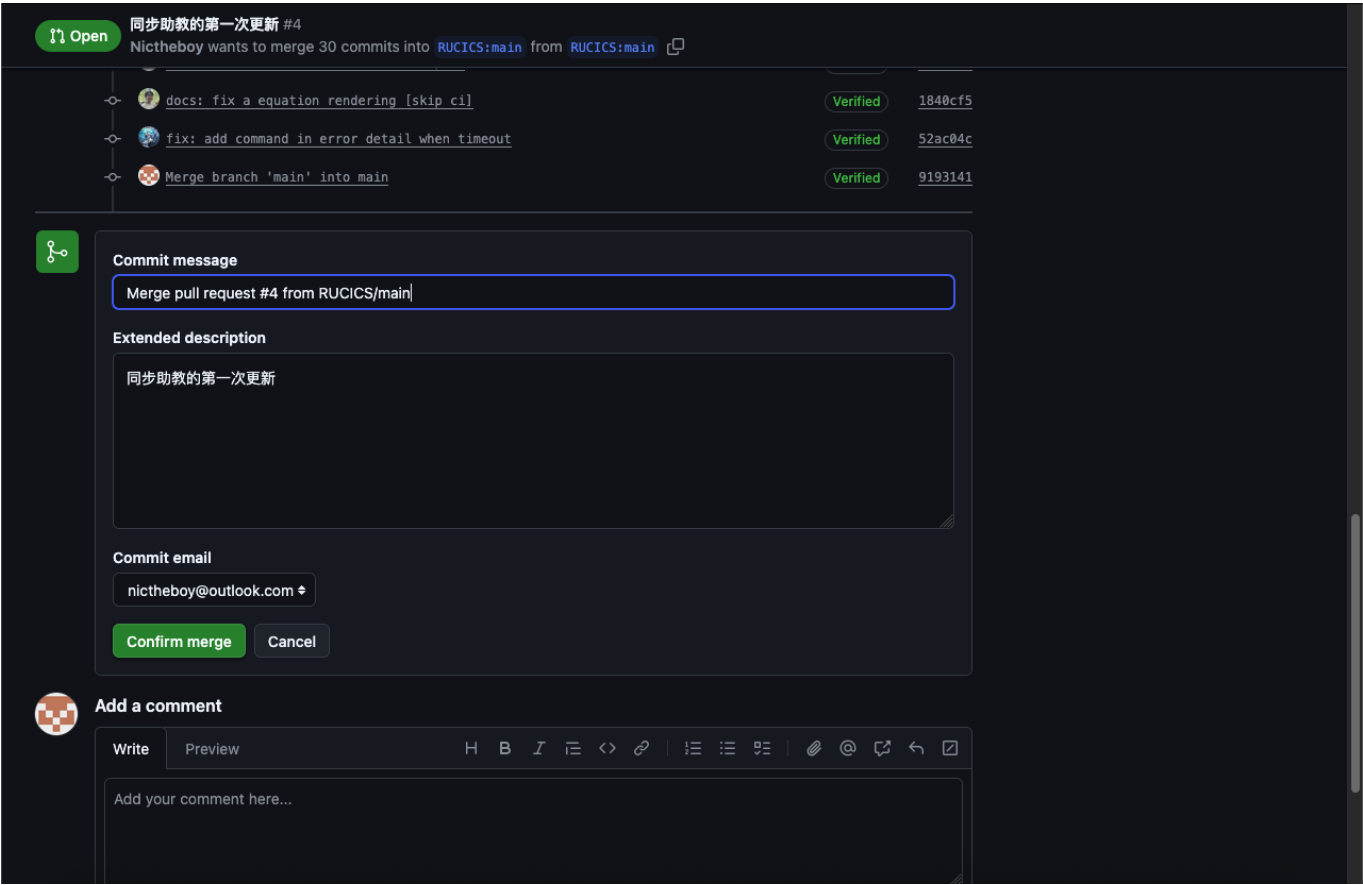 Open
同步助教的第一次更新 #4
Nictheboy wants to merge 30 commits into RUCICS:main from RUCICS:main
docs: fix a equation rendering [skip ci] Verified 1840cf5
fix: add command in error detail when timeout Verified 52ac04c
Merge branch 'main' into main Verified 9193141
Commit message
Merge pull request #4 from RUCICS/main
Extended description
同步助教的第一次更新
Commit email
nictheboy@outlook.com
Confirm merge Cancel
Add a comment
Write Preview
Add your comment here...